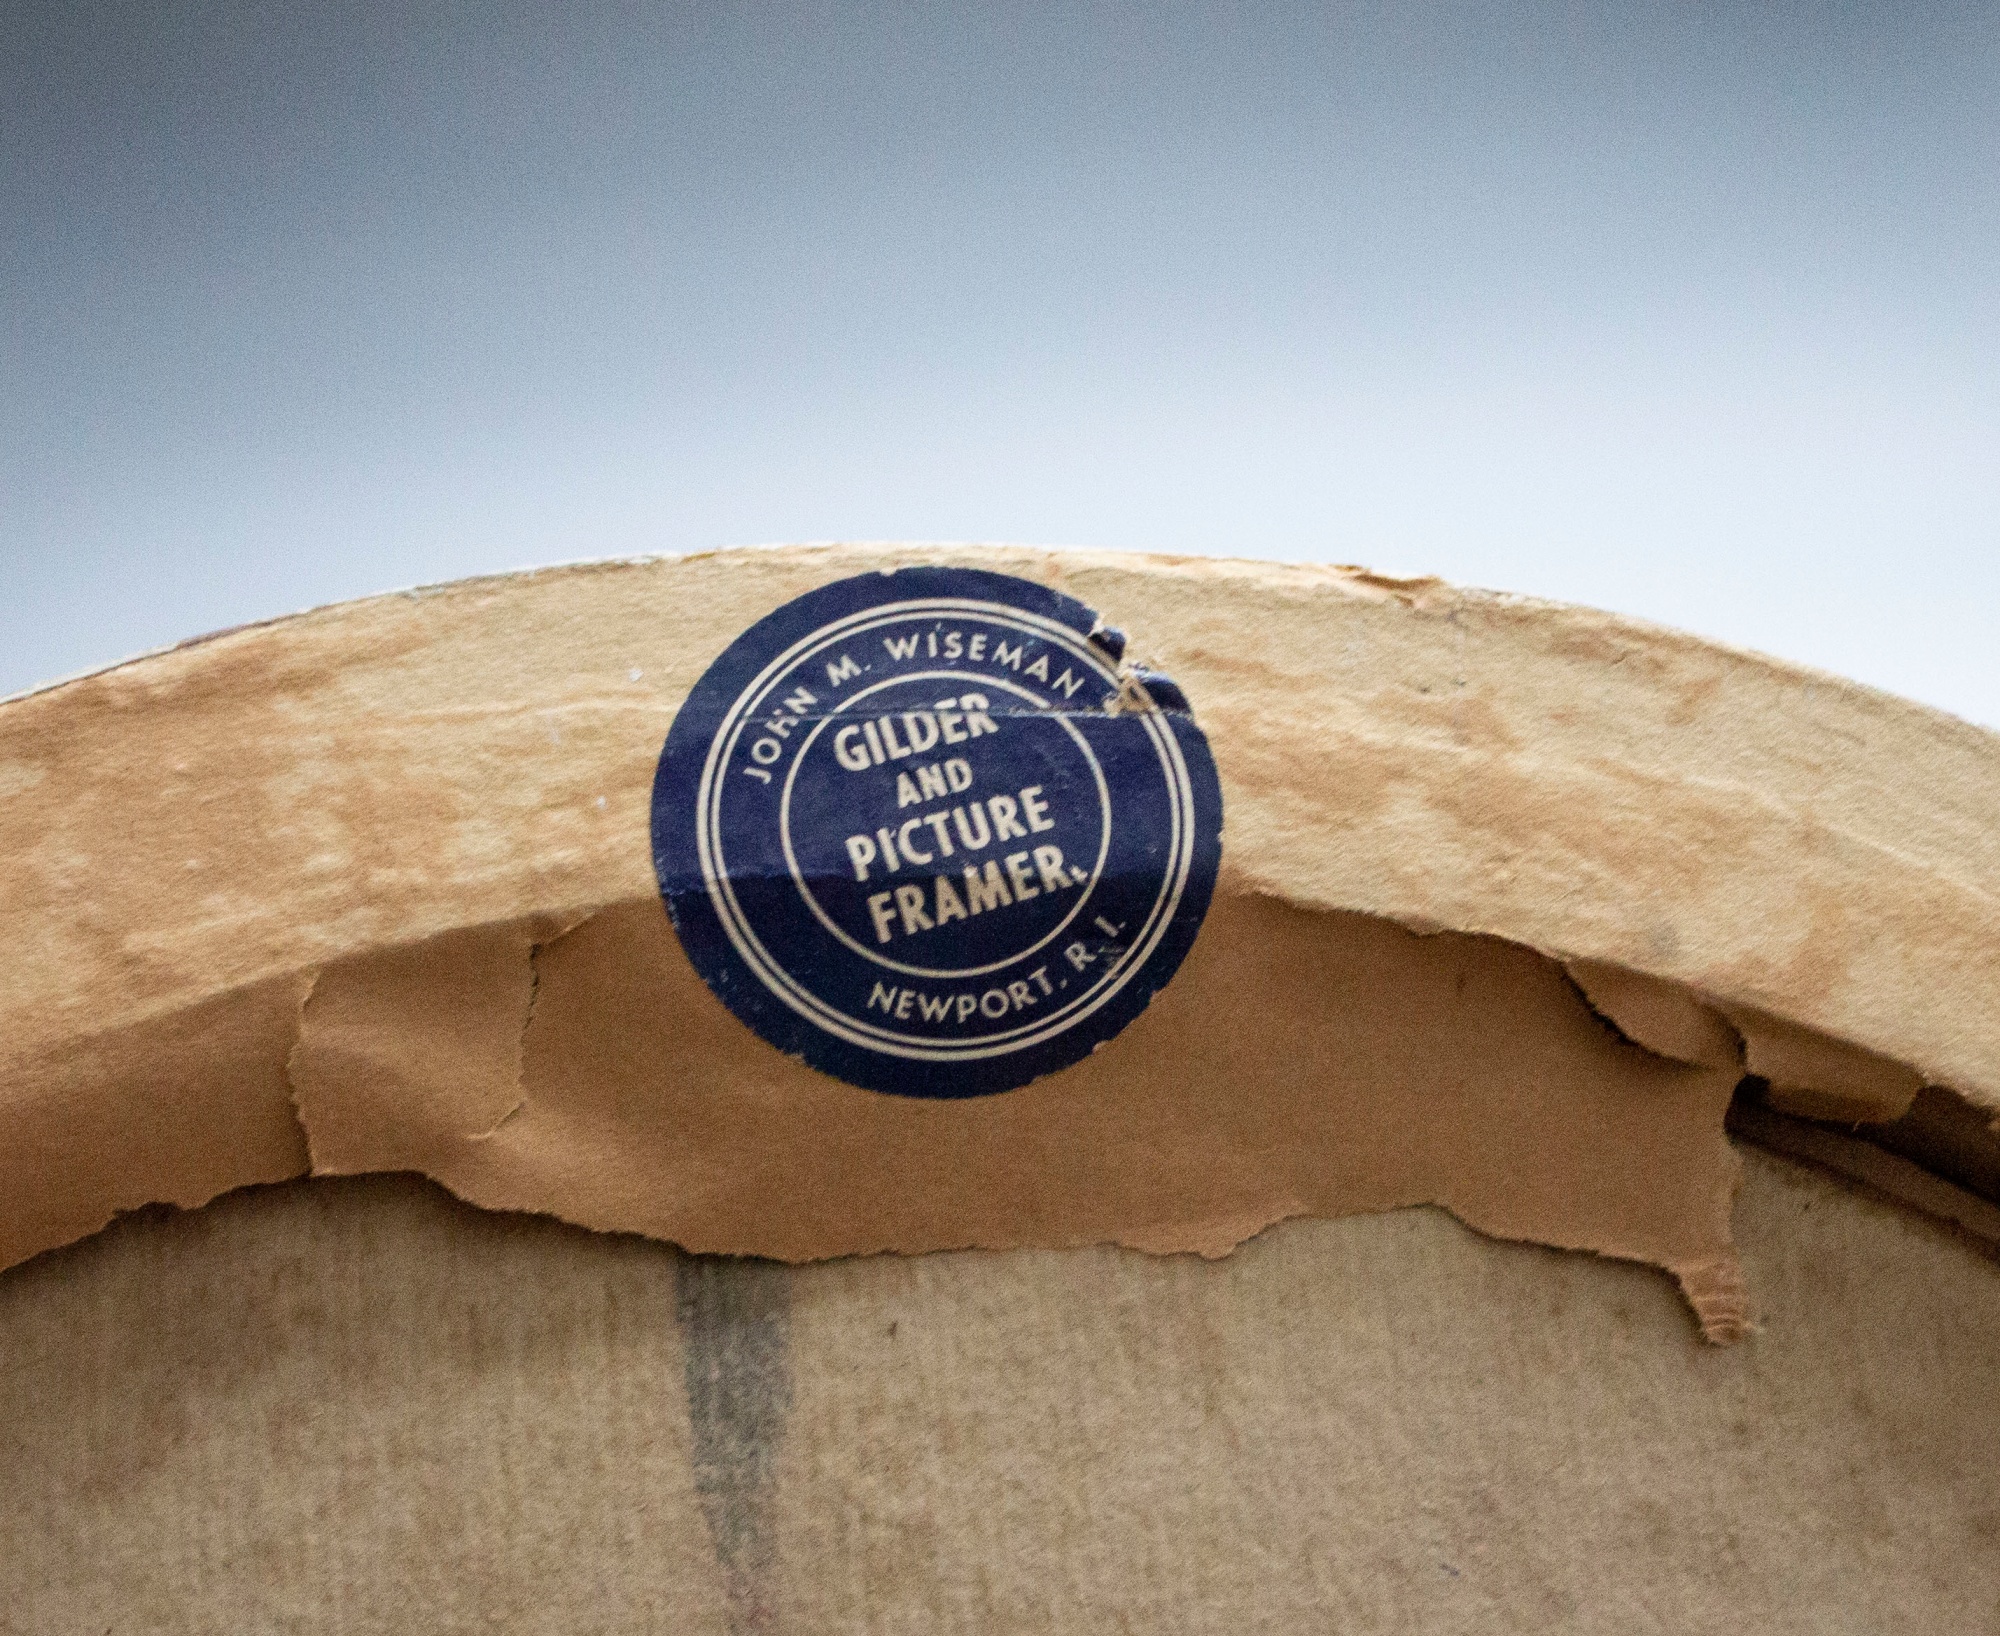 JOHN M. WISEMAN
GILDER
AND
PICTURE
FRAMER
NEWPORT, R. I.